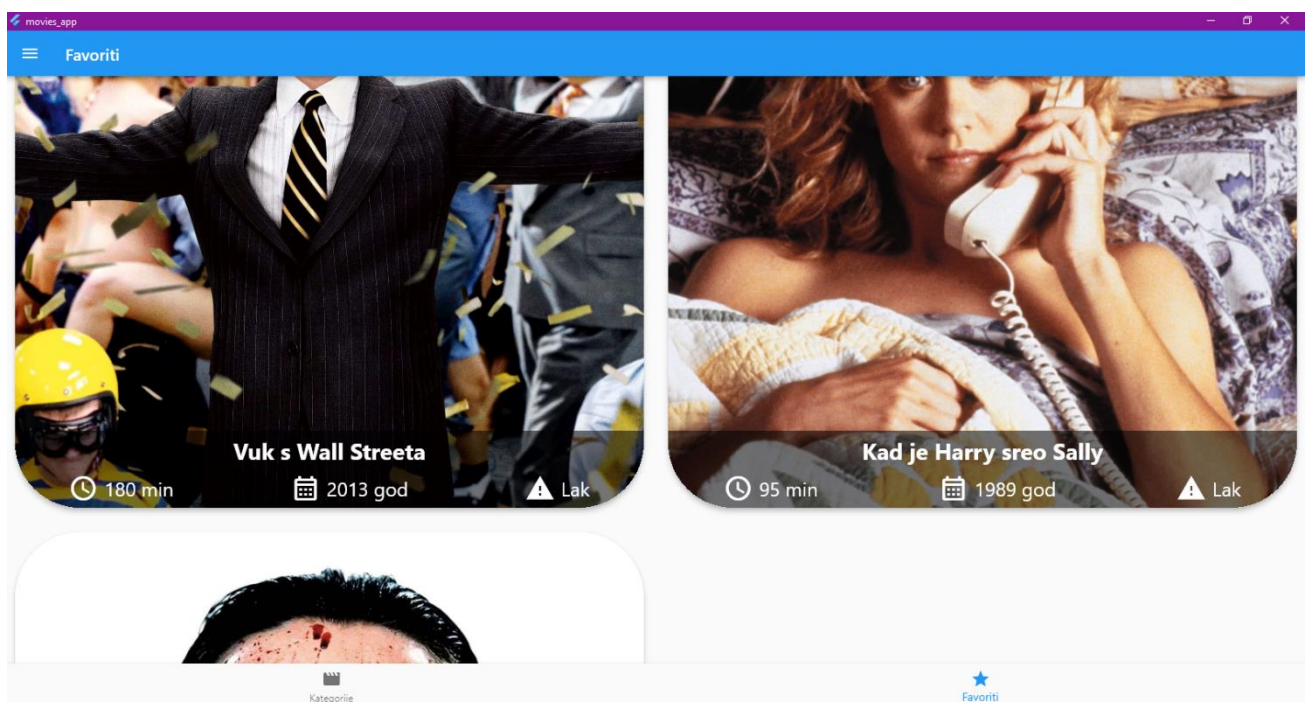 movies_app
Favoriti
Vuk s Wall Streeta
180 min 2013 god Lak
Kad je Harry sreo Sally
95 min 1989 god Lak
Kategorije
Favoriti